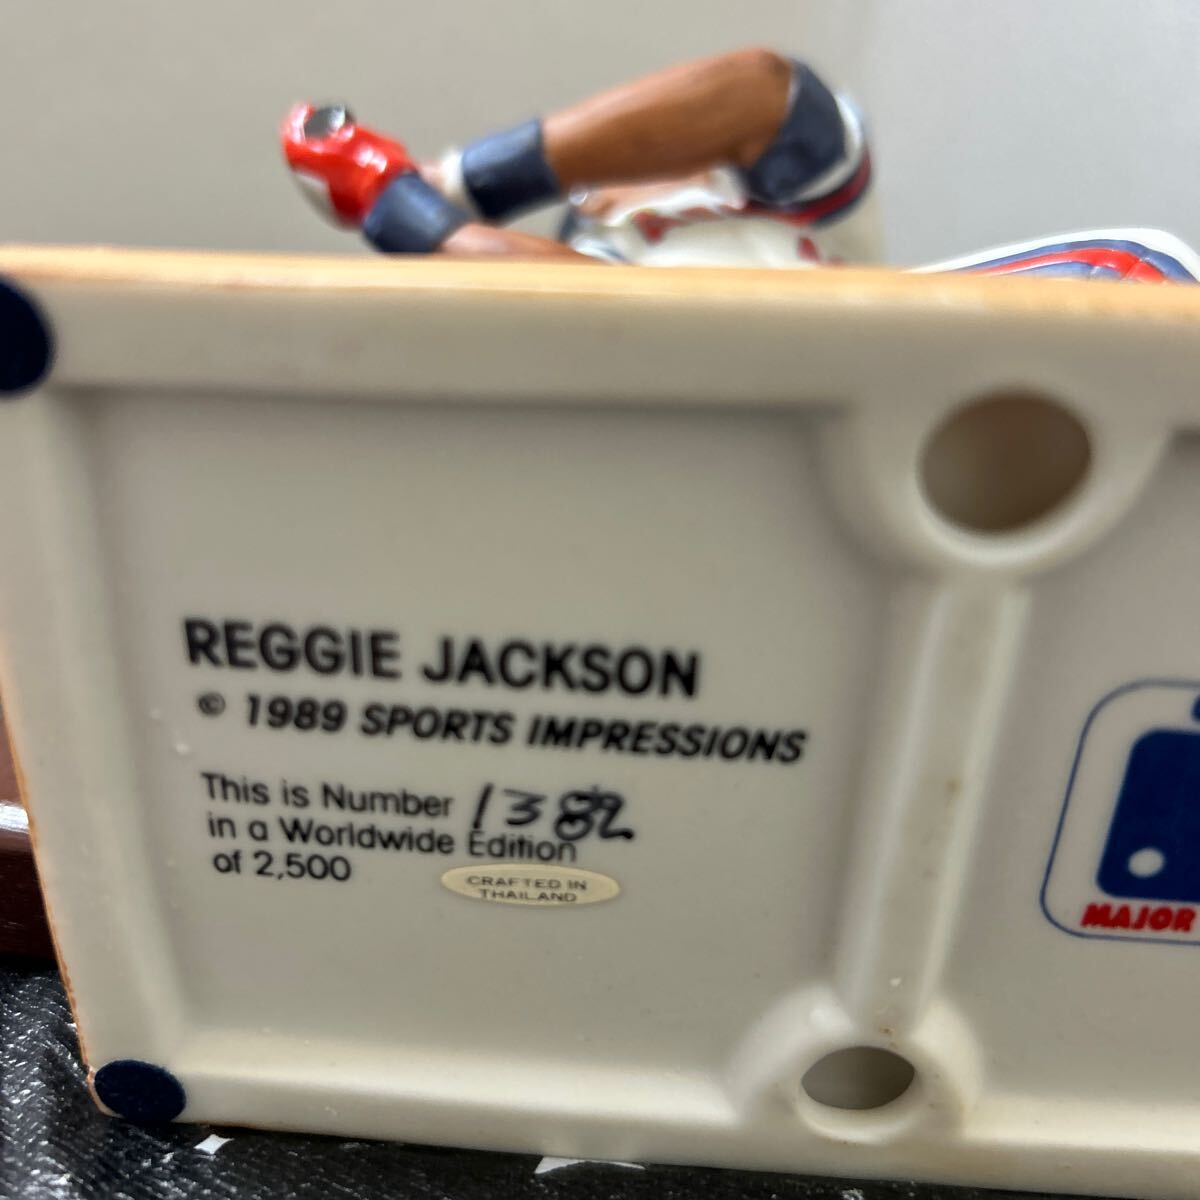 REGGIE JACKSON
© 1989 SPORTS IMPRESSIONS
This is Number 1382
in a Worldwide Edition
of 2,500
CRAFTED IN
THAILAND
MAJOR